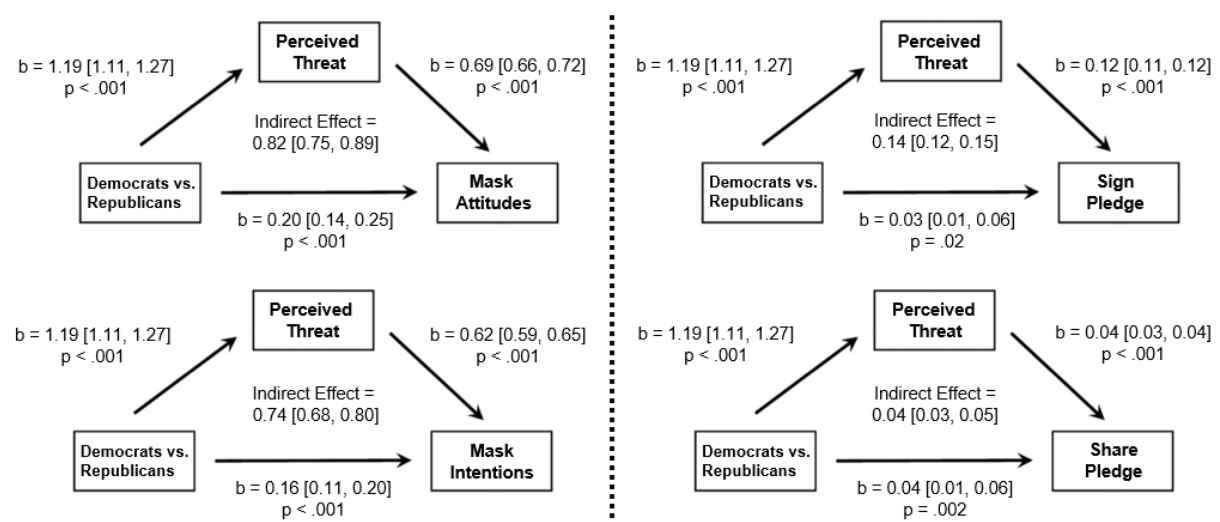 Perceived
Threat
b = 1.19 [1.11, 1.27]
p < .001
b = 0.69 [0.66, 0.72]
p < .001
Indirect Effect =
0.82 [0.75, 0.89]
Democrats vs.
Republicans
Mask
Attitudes
b = 0.20 [0.14, 0.25]
p < .001
Perceived
Threat
b = 1.19 [1.11, 1.27]
p < .001
b = 0.12 [0.11, 0.12]
p < .001
Indirect Effect =
0.14 [0.12, 0.15]
Democrats vs.
Republicans
Sign
Pledge
b = 0.03 [0.01, 0.06]
p = .02
Perceived
Threat
b = 1.19 [1.11, 1.27]
p < .001
b = 0.62 [0.59, 0.65]
p < .001
Indirect Effect =
0.74 [0.68, 0.80]
Democrats vs.
Republicans
Mask
Intentions
b = 0.16 [0.11, 0.20]
p < .001
Perceived
Threat
b = 1.19 [1.11, 1.27]
p < .001
b = 0.04 [0.03, 0.04]
p < .001
Indirect Effect =
0.04 [0.03, 0.05]
Democrats vs.
Republicans
Share
Pledge
b = 0.04 [0.01, 0.06]
p = .002